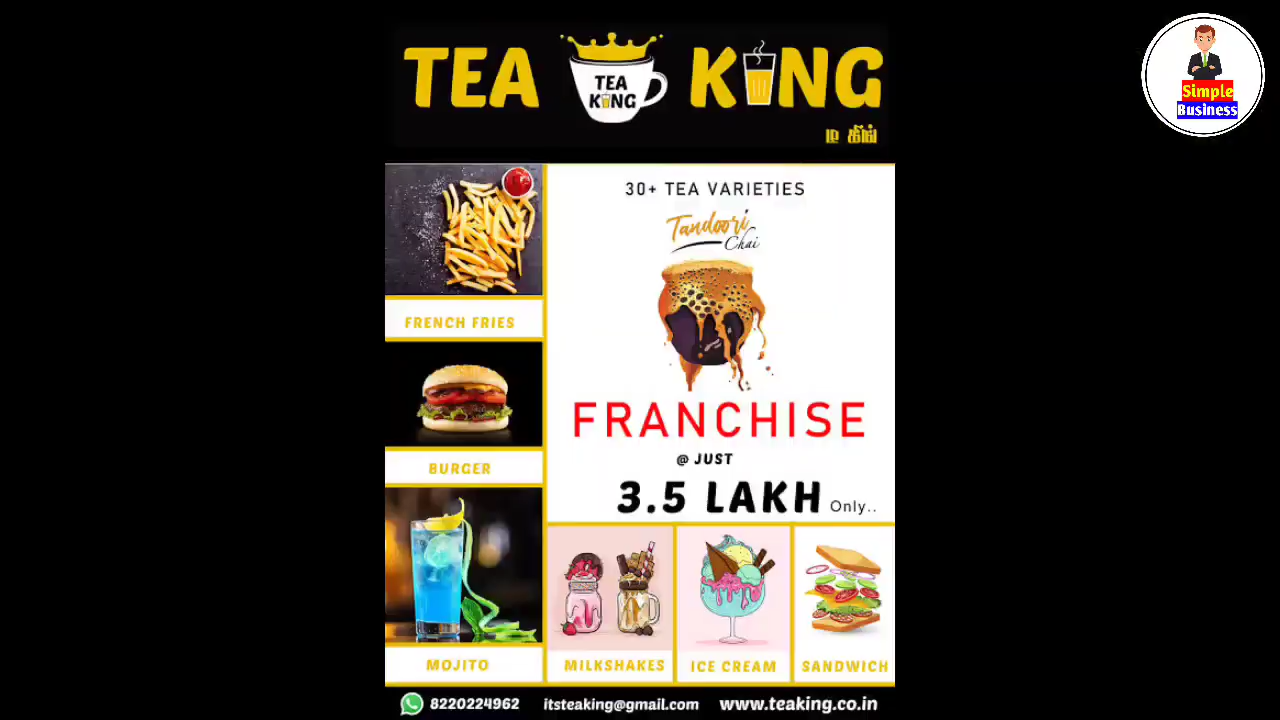 TEA KING
TEA
KING
டீ கிங்
Simple
Business
30+ TEA VARIETIES
Tandoori
Chai
FRENCH FRIES
FRANCHISE
@ JUST
BURGER
3.5 LAKH Only..
MOJITO
MILKSHAKES
ICE CREAM
SANDWICH
8220224962 itsteaking@gmail.com www.teaking.co.in